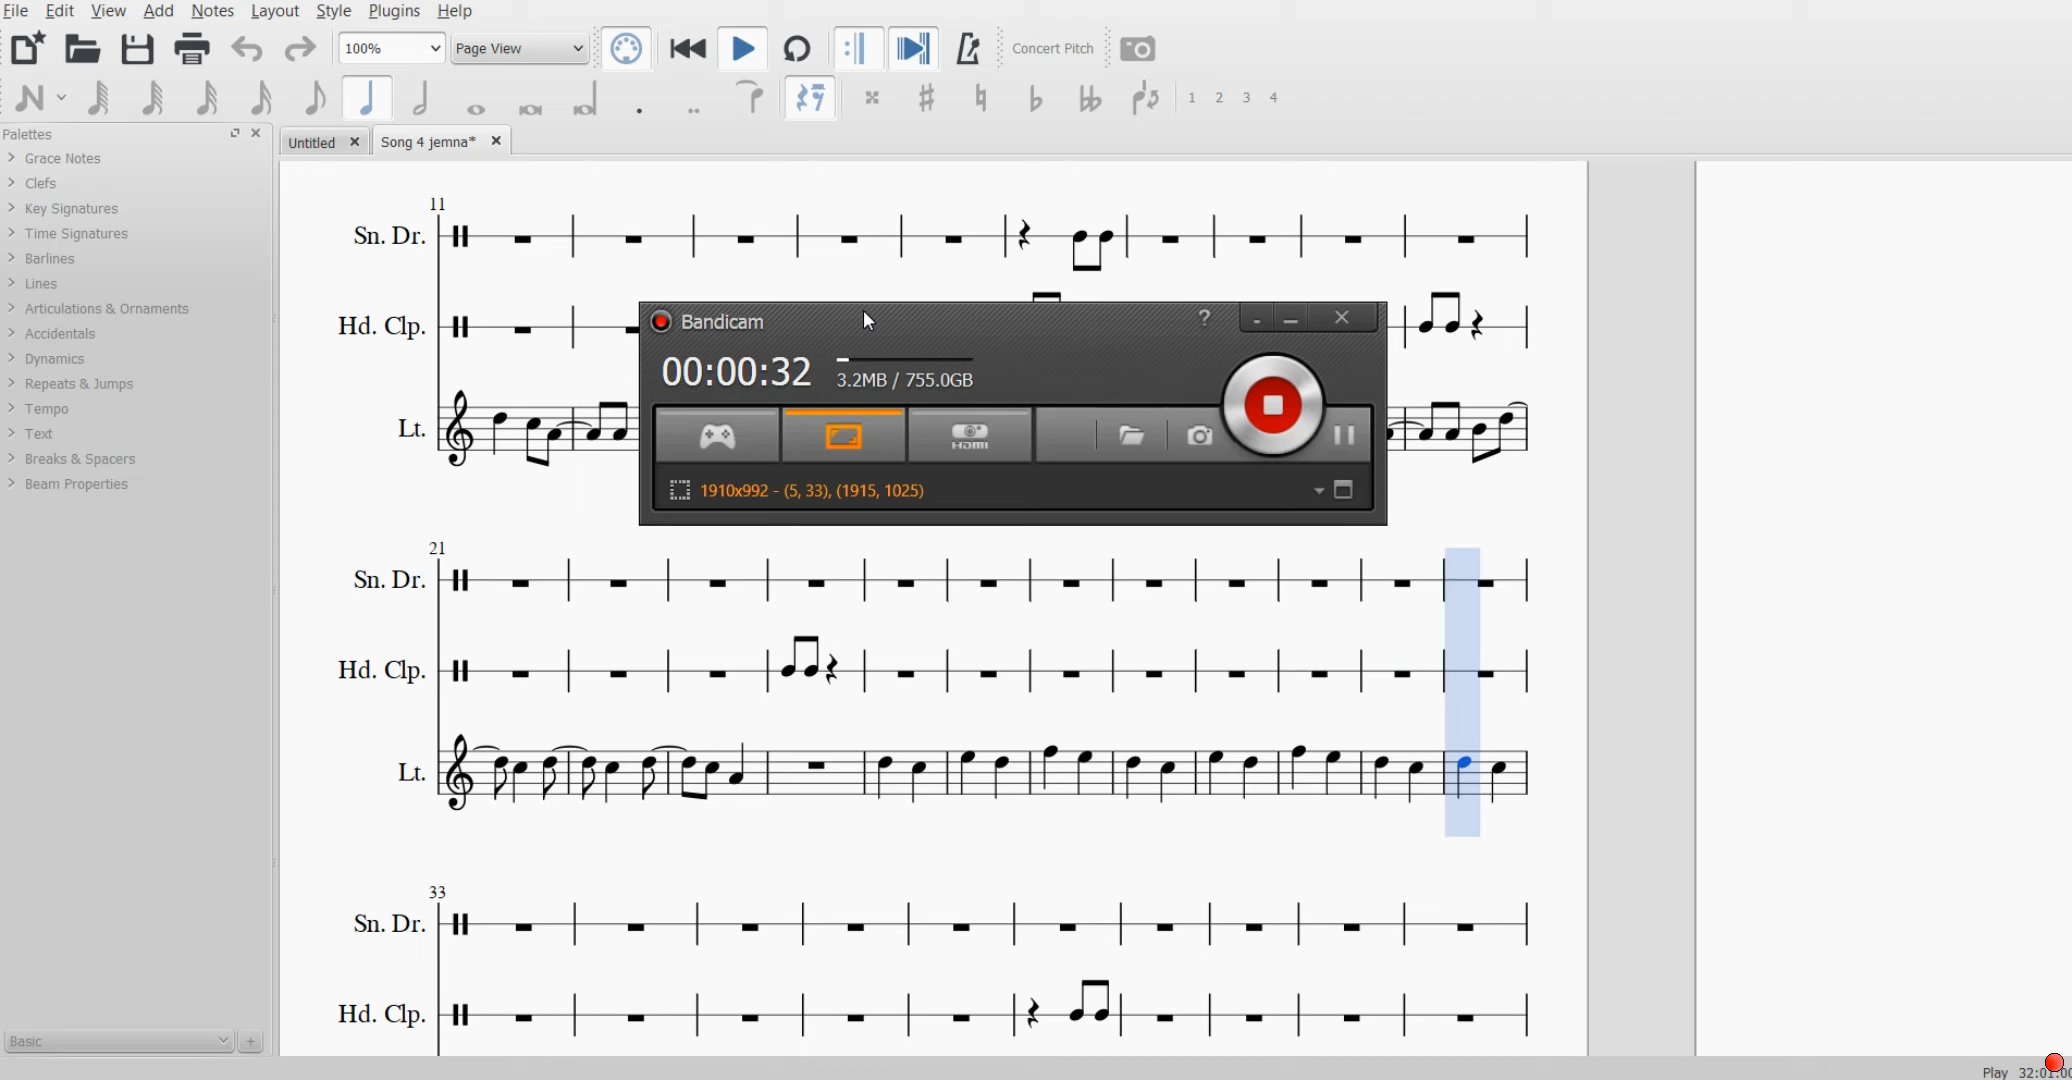 File Edit View Add Notes Layout Style Plugins Help
100% Page View Concert Pitch
1 2 3 4
Palettes
Untitled Song 4 jemna*
Grace Notes
Clefs
Key Signatures
Time Signatures
Barlines
Lines
Articulations & Ornaments
Accidentals
Dynamics
Repeats & Jumps
Tempo
Text
Breaks & Spacers
Beam Properties
Basic
11
Sn. Dr.
Hd. Clp.
Lt.
Bandicam ?
00:00:32
3.2MB / 755.0GB
HDMI
1910x992 - (5, 33), (1915, 1025)
21
Sn. Dr.
Hd. Clp.
Lt.
33
Sn. Dr.
Hd. Clp.
Play